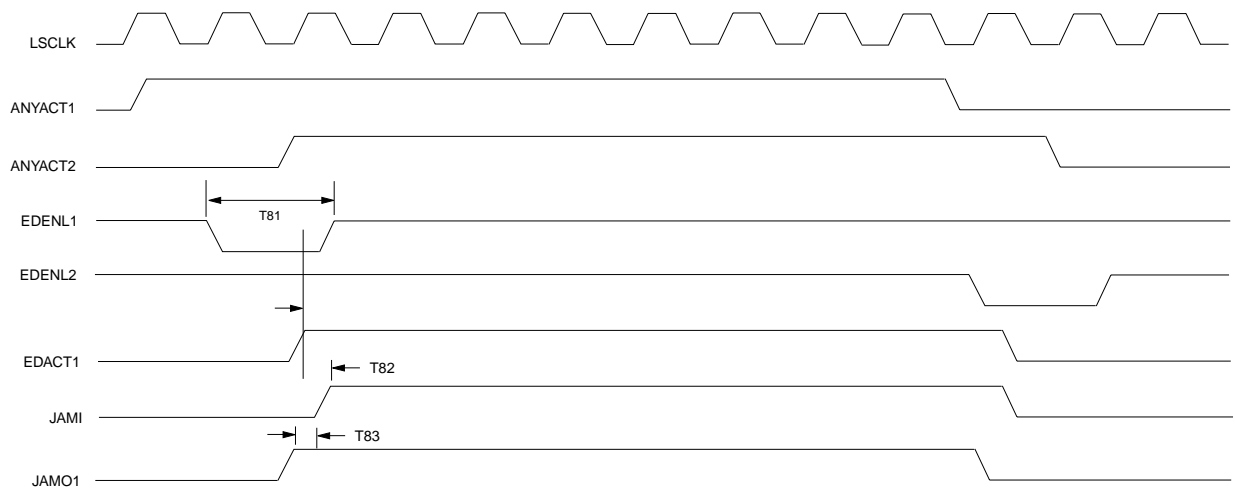 LSCLK
ANYACT1
ANYACT2
T81
EDENL1
EDENL2
EDACT1
T82
JAMI
T83
JAMO1